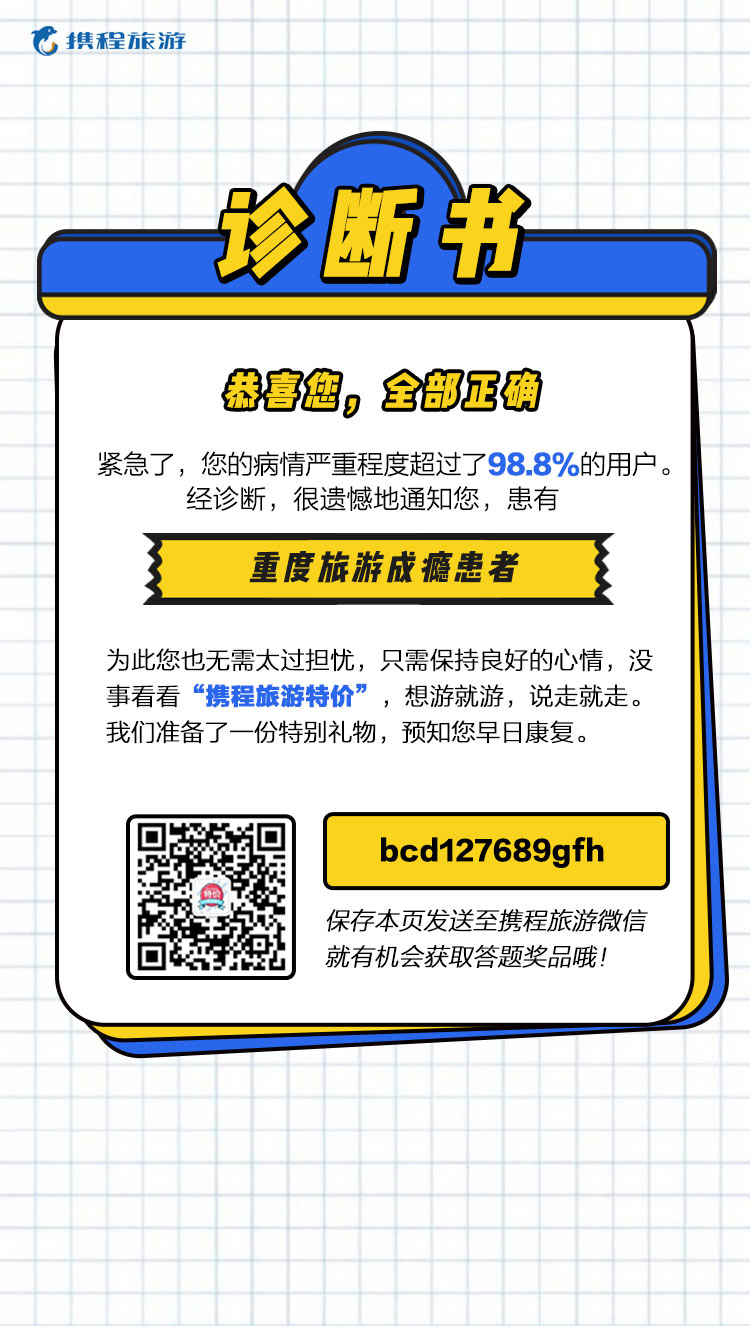 携程旅游
诊断书
恭喜您，全部正确
紧急了，您的病情严重程度超过了98.8%的用户。
经诊断，很遗憾地通知您，患有
重度旅游成瘾患者
为此您也无需太过担忧，只需保持良好的心情，没
事看看“携程旅游特价”，想游就游，说走就走。
我们准备了一份特别礼物，预知您早日康复。
特价
bcd127689gfh
保存本页发送至携程旅游微信
就有机会获取答题奖品哦！